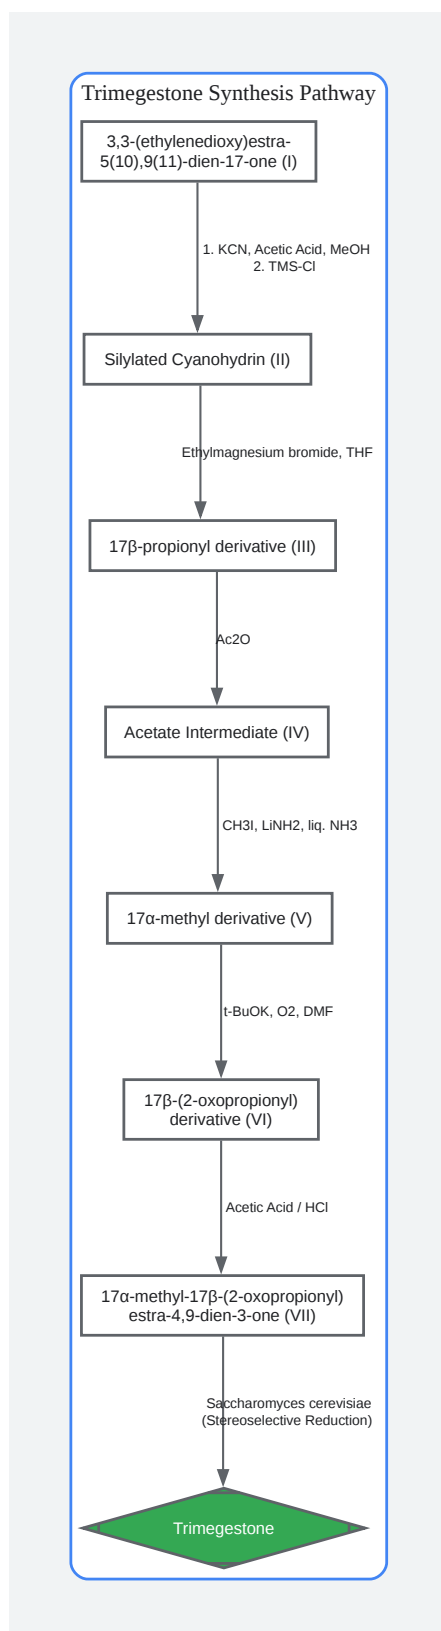 Trimegestone Synthesis Pathway
3,3-(ethylenedioxy)estra-
5(10),9(11)-dien-17-one (I)
1. KCN, Acetic Acid, MeOH
2. TMS-Cl
Silylated Cyanohydrin (II)
Ethylmagnesium bromide, THF
17β-propionyl derivative (III)
Ac2O
Acetate Intermediate (IV)
CH3I, LiNH2, liq. NH3
17α-methyl derivative (V)
t-BuOK, O2, DMF
17β-(2-oxopropionyl)
derivative (VI)
Acetic Acid / HCl
17α-methyl-17β-(2-oxopropionyl)
estra-4,9-dien-3-one (VII)
Saccharomyces cerevisiae
(Stereoselective Reduction)
Trimegestone